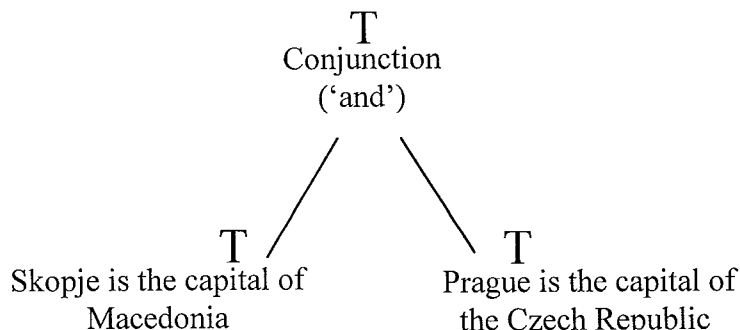 T
Conjunction
(‘and’)
T
Skopje is the capital of
Macedonia
T
Prague is the capital of
the Czech Republic